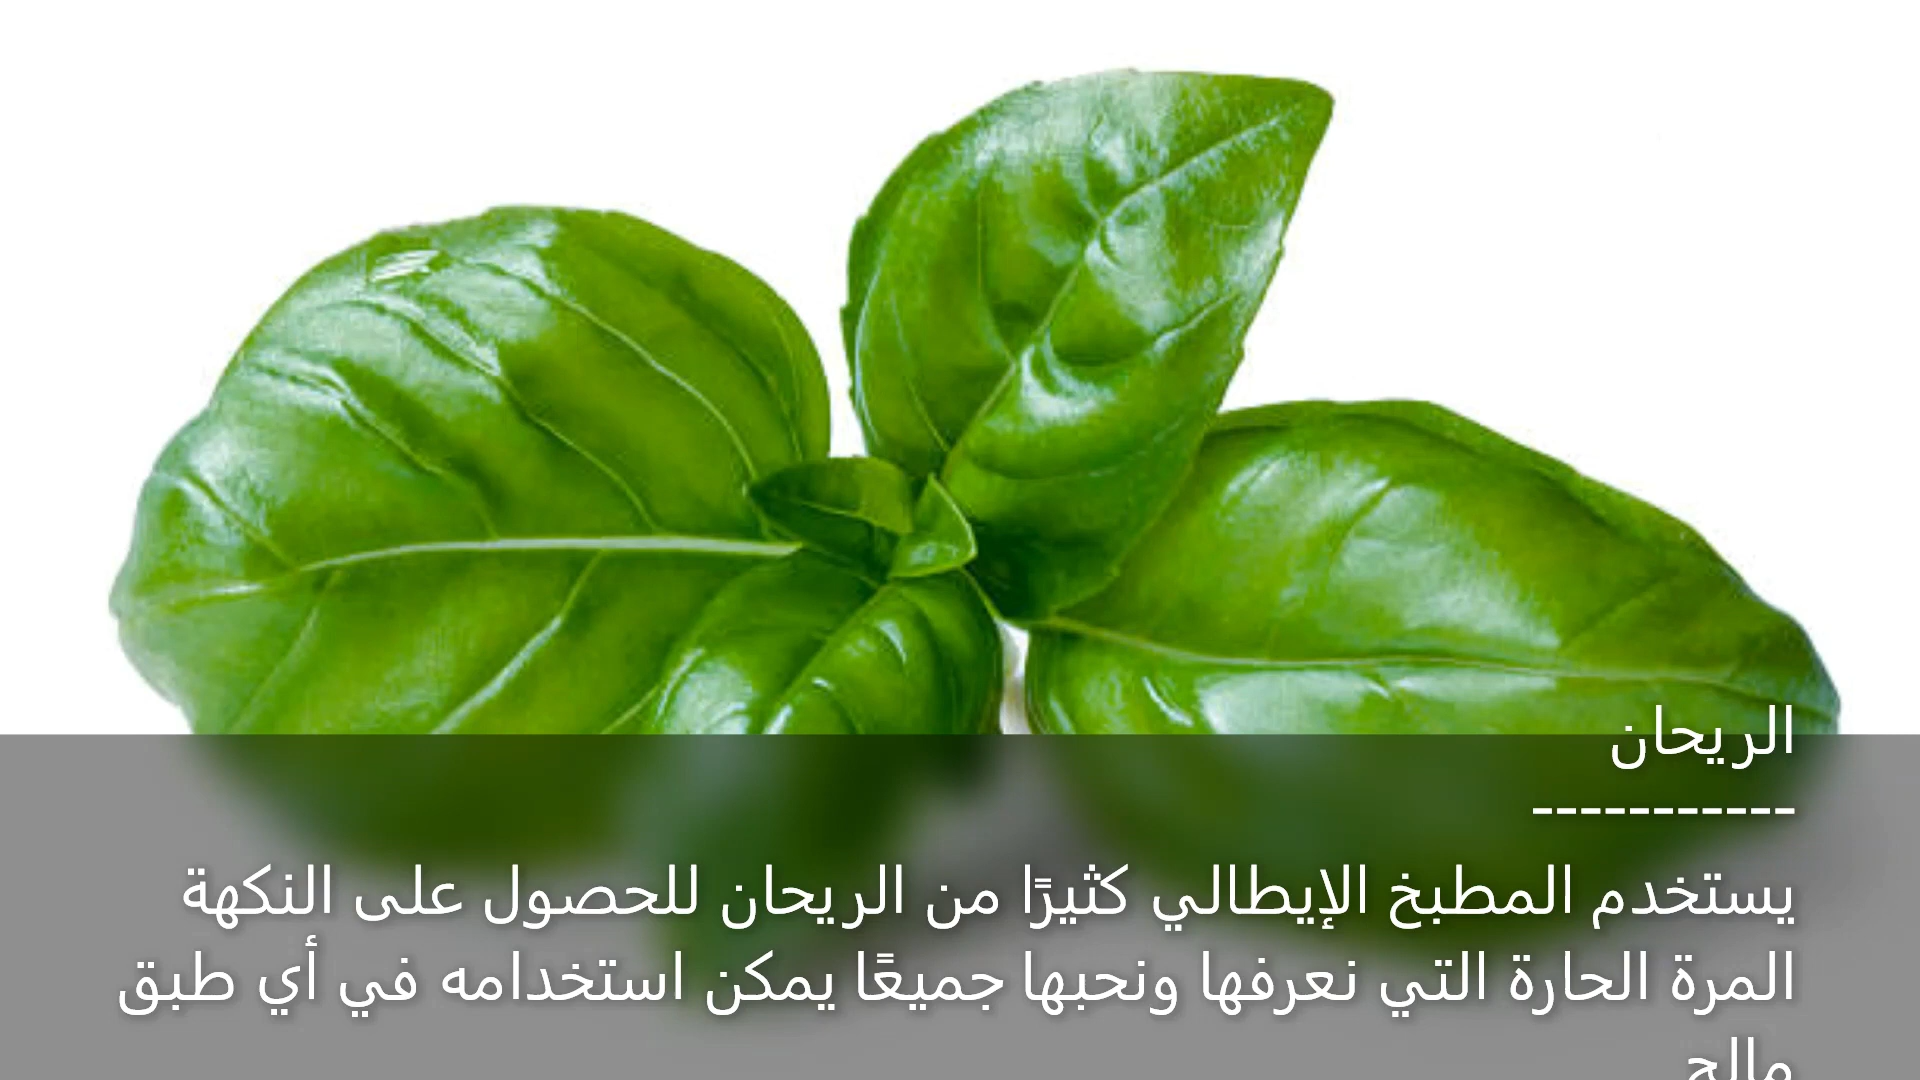 الريحان
-----------
يستخدم المطبخ الإيطالي كثيرًا من الريحان للحصول على النكهة
المرة الحارة التي نعرفها ونحبها جميعًا يمكن استخدامه في أي طبق
مالح